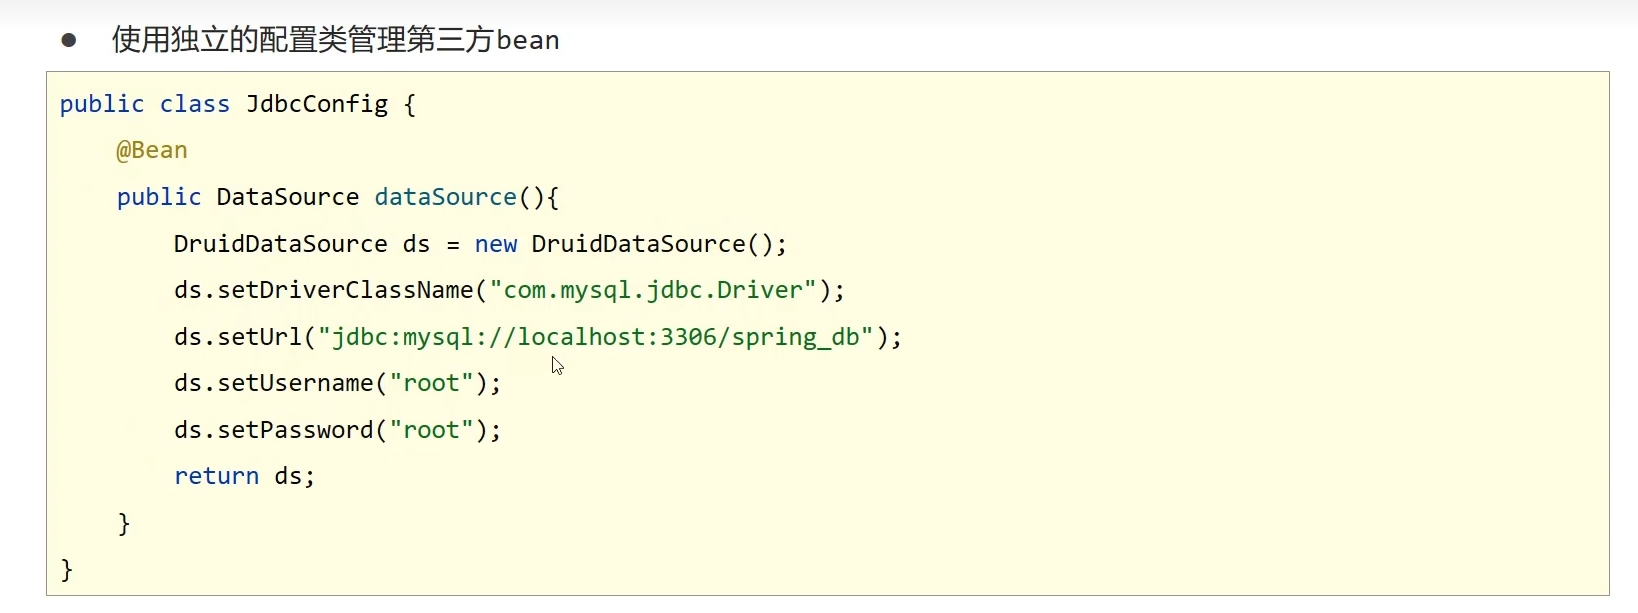 ● 使用独立的配置类管理第三方bean
public class JdbcConfig {
    @Bean
    public DataSource dataSource(){
        DruidDataSource ds = new DruidDataSource();
        ds.setDriverClassName("com.mysql.jdbc.Driver");
        ds.setUrl("jdbc:mysql://localhost:3306/spring_db");
        ds.setUsername("root");
        ds.setPassword("root");
        return ds;
    }
}